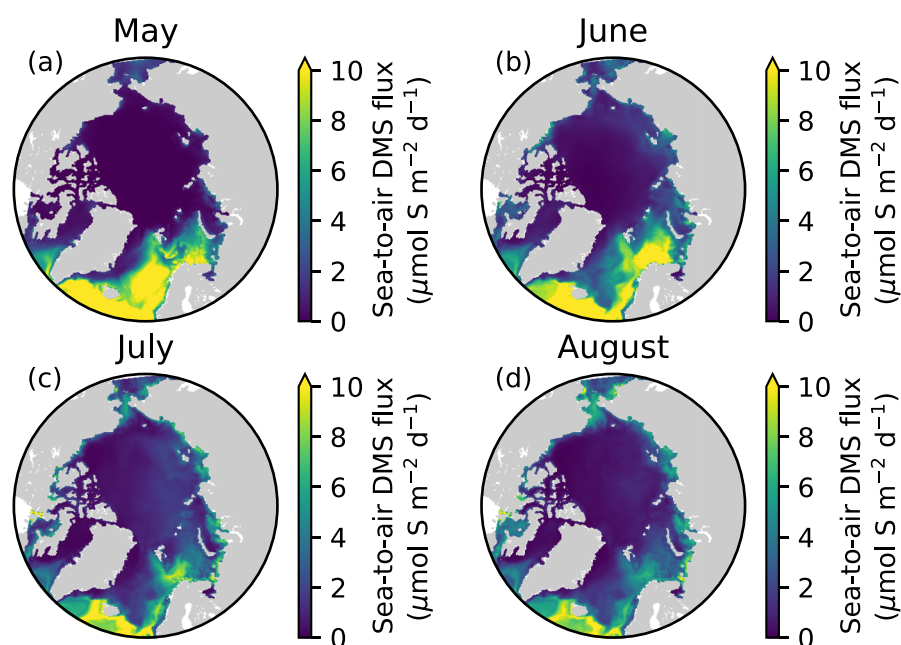 May
(a)
10
8
6
4
2
0
Sea-to-air DMS flux
(μmol S m⁻² d⁻¹)
June
(b)
10
8
6
4
2
0
Sea-to-air DMS flux
(μmol S m⁻² d⁻¹)
July
(c)
10
8
6
4
2
0
Sea-to-air DMS flux
(μmol S m⁻² d⁻¹)
August
(d)
10
8
6
4
2
0
Sea-to-air DMS flux
(μmol S m⁻² d⁻¹)